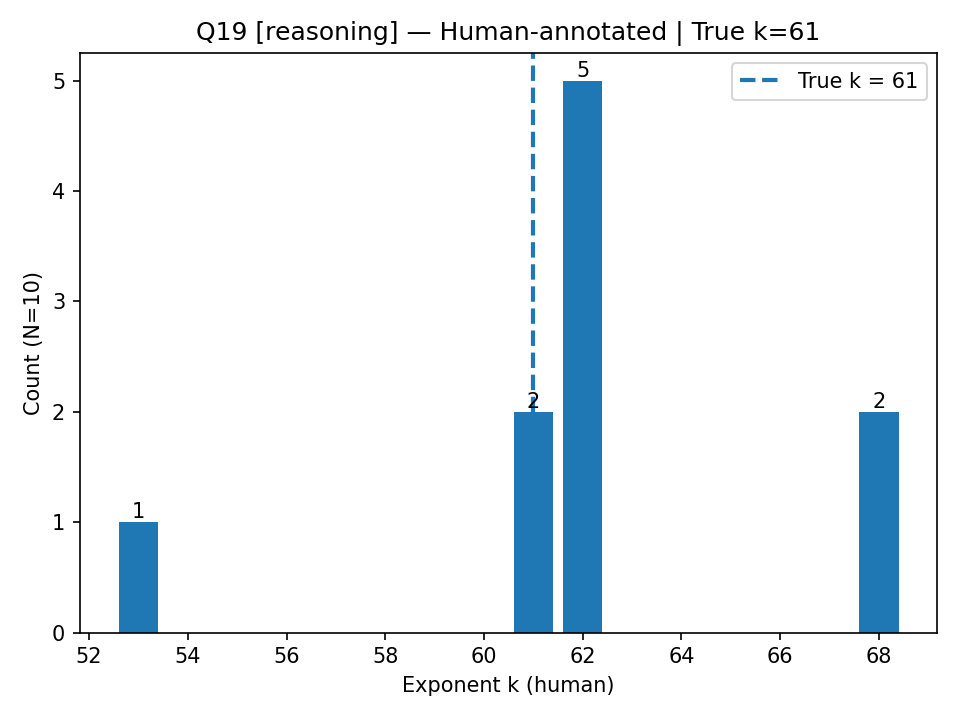 Q19 [reasoning] — Human-annotated | True k=61
True k = 61
5
4
3
2
1
0
Count (N=10)
1
2
5
2
52 54 56 58 60 62 64 66 68
Exponent k (human)